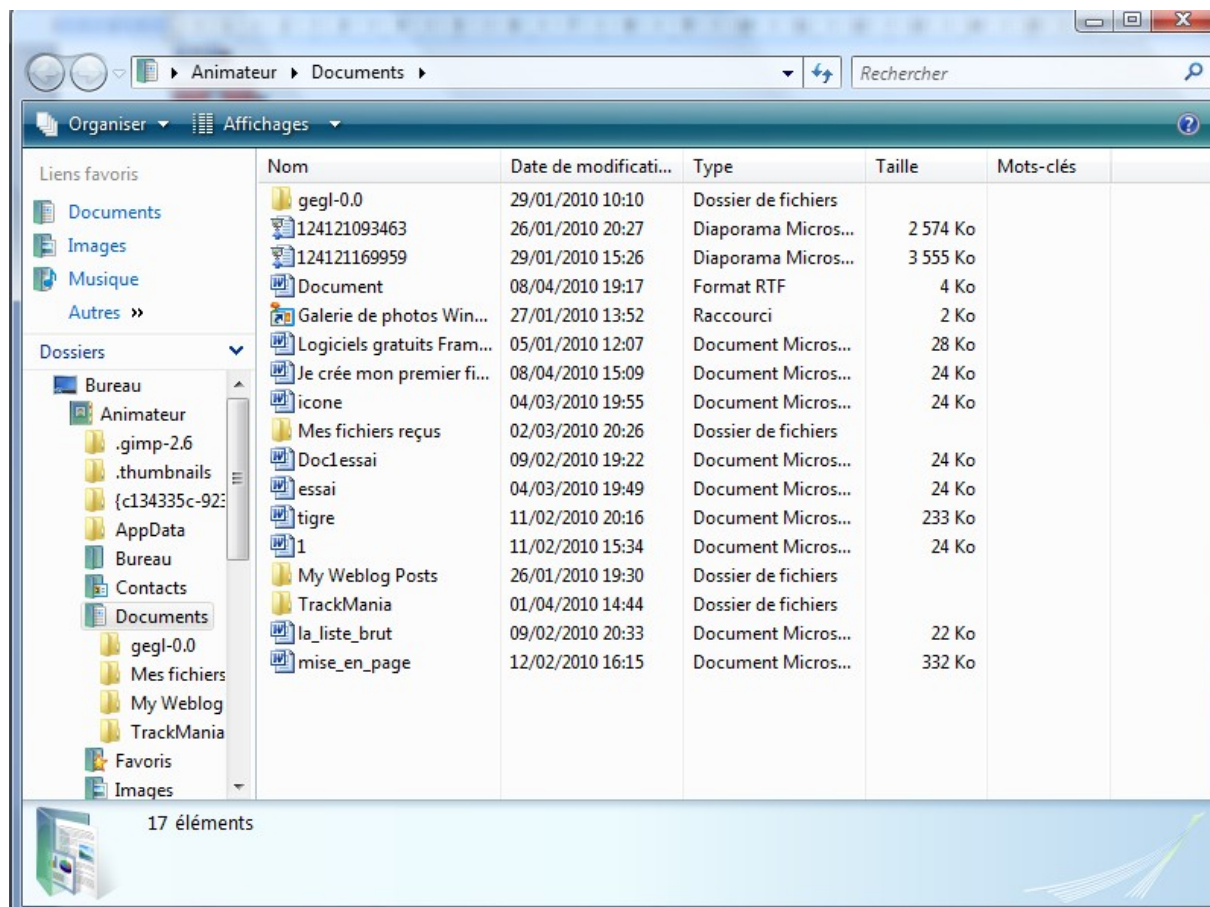 Animateur Documents
Rechercher
Organiser Affichages
Liens favoris
Documents
Images
Musique
Autres »
Dossiers
Bureau
Animateur
.gimp-2.6
.thumbnails
{c134335c-923
AppData
Bureau
Contacts
Documents
gegl-0.0
Mes fichiers
My Weblog
TrackMania
Favoris
Images
Nom Date de modificati... Type Taille Mots-clés
gegl-0.0 29/01/2010 10:10 Dossier de fichiers
124121093463 26/01/2010 20:27 Diaporama Micros... 2 574 Ko
124121169959 29/01/2010 15:26 Diaporama Micros... 3 555 Ko
Document 08/04/2010 19:17 Format RTF 4 Ko
Galerie de photos Win... 27/01/2010 13:52 Raccourci 2 Ko
Logiciels gratuits Fram... 05/01/2010 12:07 Document Micros... 28 Ko
Je crée mon premier fi... 08/04/2010 15:09 Document Micros... 24 Ko
icone 04/03/2010 19:55 Document Micros... 24 Ko
Mes fichiers reçus 02/03/2010 20:26 Dossier de fichiers
Doc1essai 09/02/2010 19:22 Document Micros... 24 Ko
essai 04/03/2010 19:49 Document Micros... 24 Ko
tigre 11/02/2010 20:16 Document Micros... 233 Ko
1 11/02/2010 15:34 Document Micros... 24 Ko
My Weblog Posts 26/01/2010 19:30 Dossier de fichiers
TrackMania 01/04/2010 14:44 Dossier de fichiers
la_liste_brut 09/02/2010 20:33 Document Micros... 22 Ko
mise_en_page 12/02/2010 16:15 Document Micros... 332 Ko
17 éléments